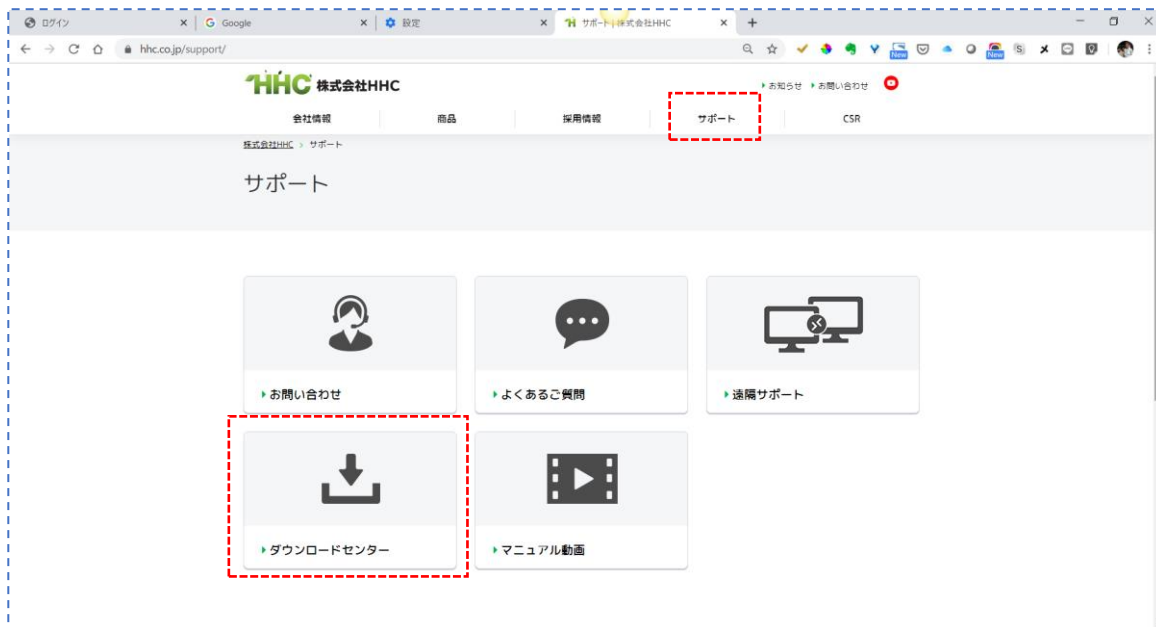 ログイン
Google
設定
サポート | 株式会社HHC
hhc.co.jp/support/
New
New
HHC 株式会社HHC
お知らせ
お問い合わせ
会社情報
商品
採用情報
サポート
CSR
株式会社HHC > サポート
サポート
お問い合わせ
よくあるご質問
遠隔サポート
ダウンロードセンター
マニュアル動画